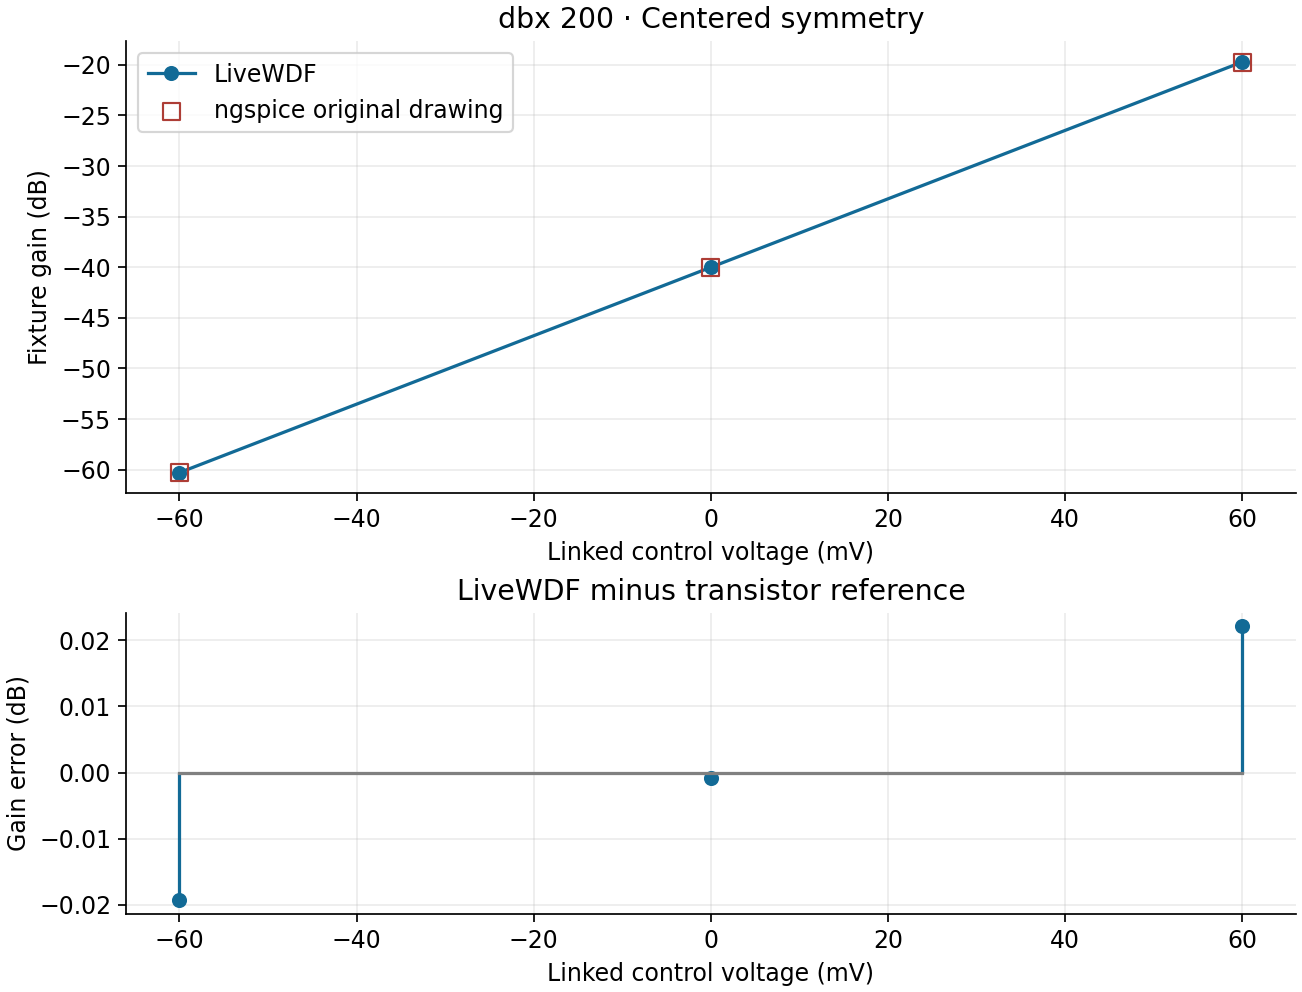 dbx 200 · Centered symmetry
LiveWDF
ngspice original drawing
Fixture gain (dB)
−20
−25
−30
−35
−40
−45
−50
−55
−60
−60 −40 −20 0 20 40 60
Linked control voltage (mV)
LiveWDF minus transistor reference
Gain error (dB)
0.02
0.01
0.00
−0.01
−0.02
−60 −40 −20 0 20 40 60
Linked control voltage (mV)